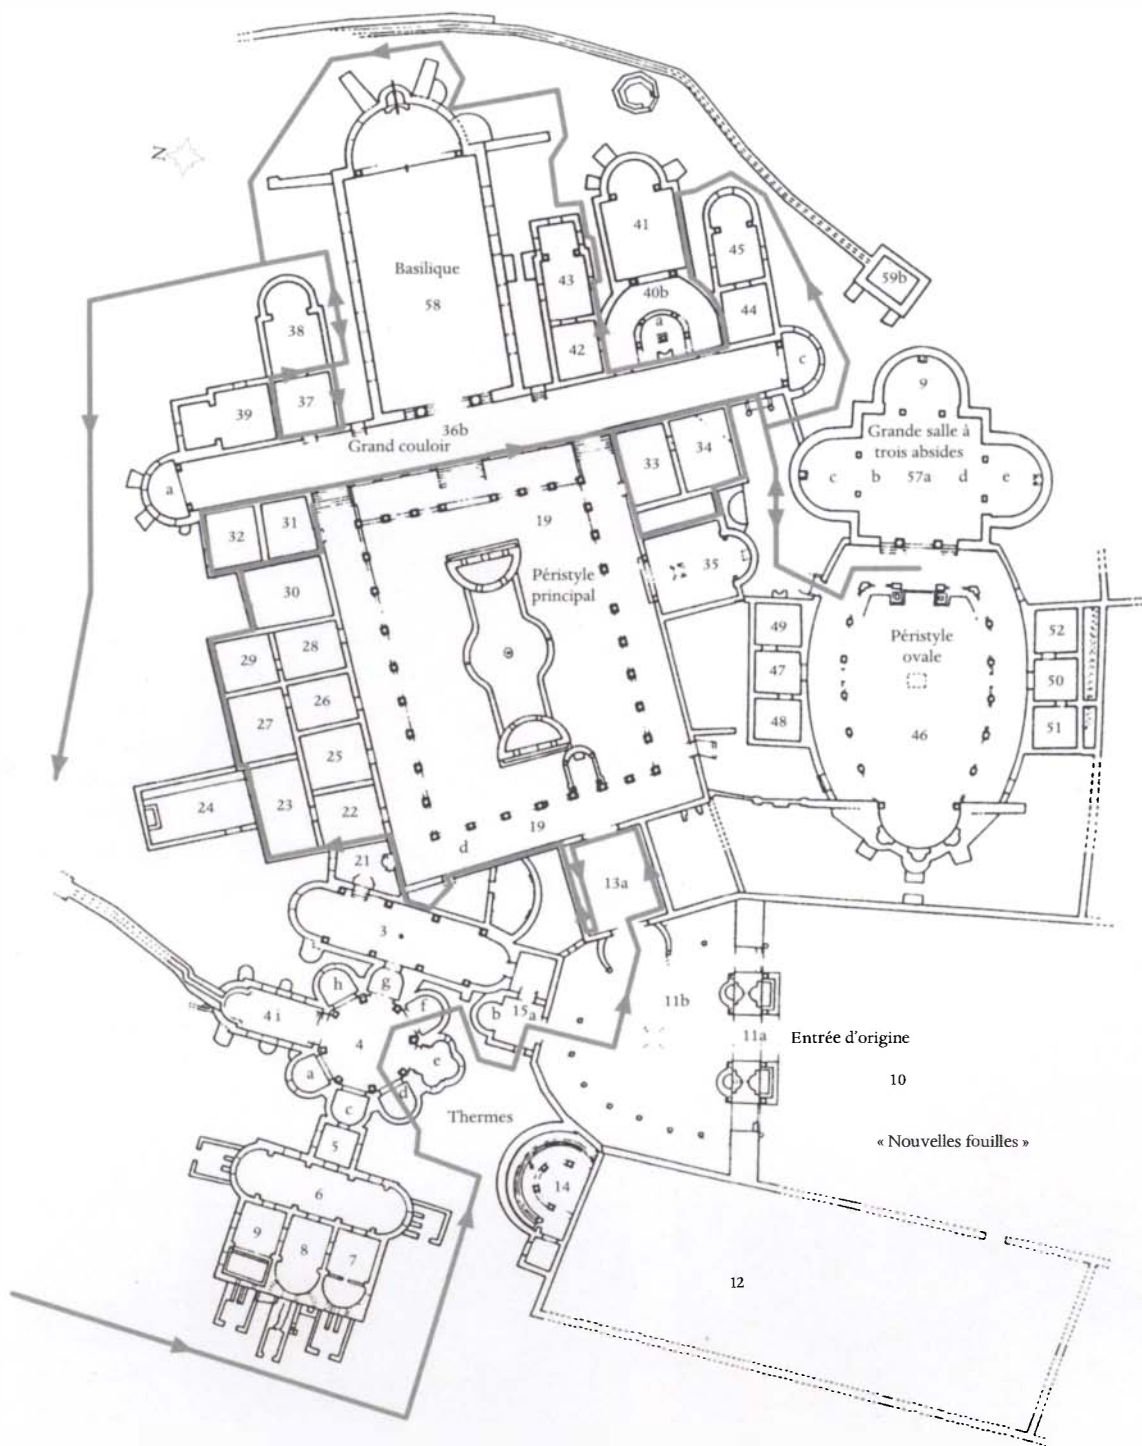 N
41
45
Basilique
58
43
40b
a
59b
44
38
42
c
9
37
39
36b
Grand couloir
Grande salle à
trois absides
c b 57a d e
a
33
34
19
32
31
35
Péristyle
principal
30
49
52
Péristyle
ovale
28
29
47
50
26
27
48
51
46
25
24
23
22
19
d
21
13a
3
h
g
f
11b
4 i
b
15a
4
11a
Entrée d'origine
e
a
10
d
c
Thermes
« Nouvelles fouilles »
5
6
14
9
8
7
12